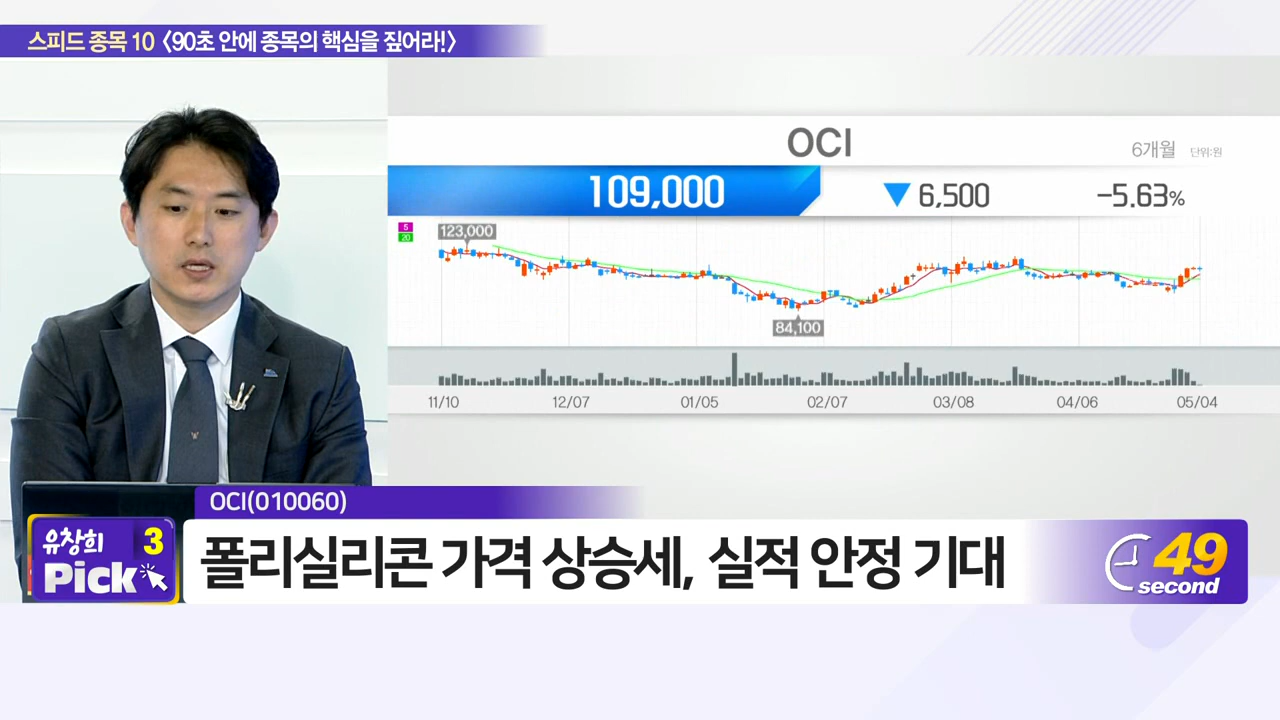 스피드 종목 10 〈90초 안에 종목의 핵심을 짚어라!〉
OCI
6개월 단위:원
109,000 ▼ 6,500 -5.63%
5
20
123,000
84,100
11/10 12/07 01/05 02/07 03/08 04/06 05/04
OCI(010060)
유창희 3
Pick
폴리실리콘 가격 상승세, 실적 안정 기대
49
second